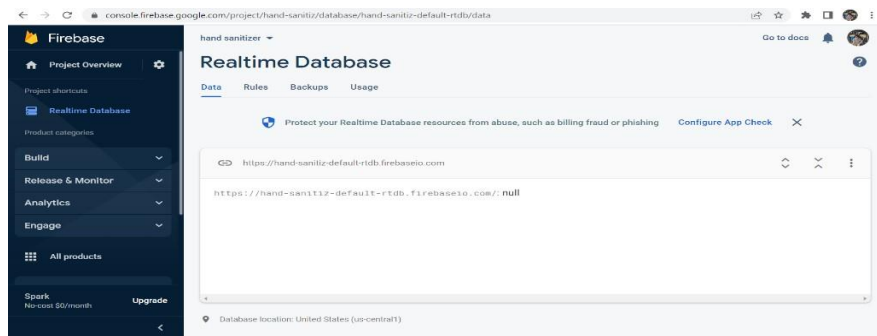 console.firebase.google.com/project/hand-sanitiz/database/hand-sanitiz-default-rtdb/data
Firebase
hand sanitizer
Go to docs
Project Overview
Realtime Database
Project shortcuts
Data Rules Backups Usage
Realtime Database
Product categories
Protect your Realtime Database resources from abuse, such as billing fraud or phishing Configure App Check
Build
https://hand-sanitiz-default-rtdb.firebaseio.com
Release & Monitor
https://hand-sanitiz-default-rtdb.firebaseio.com/: null
Analytics
Engage
All products
Spark
No-cost $0/month
Upgrade
Database location: United States (us-central1)